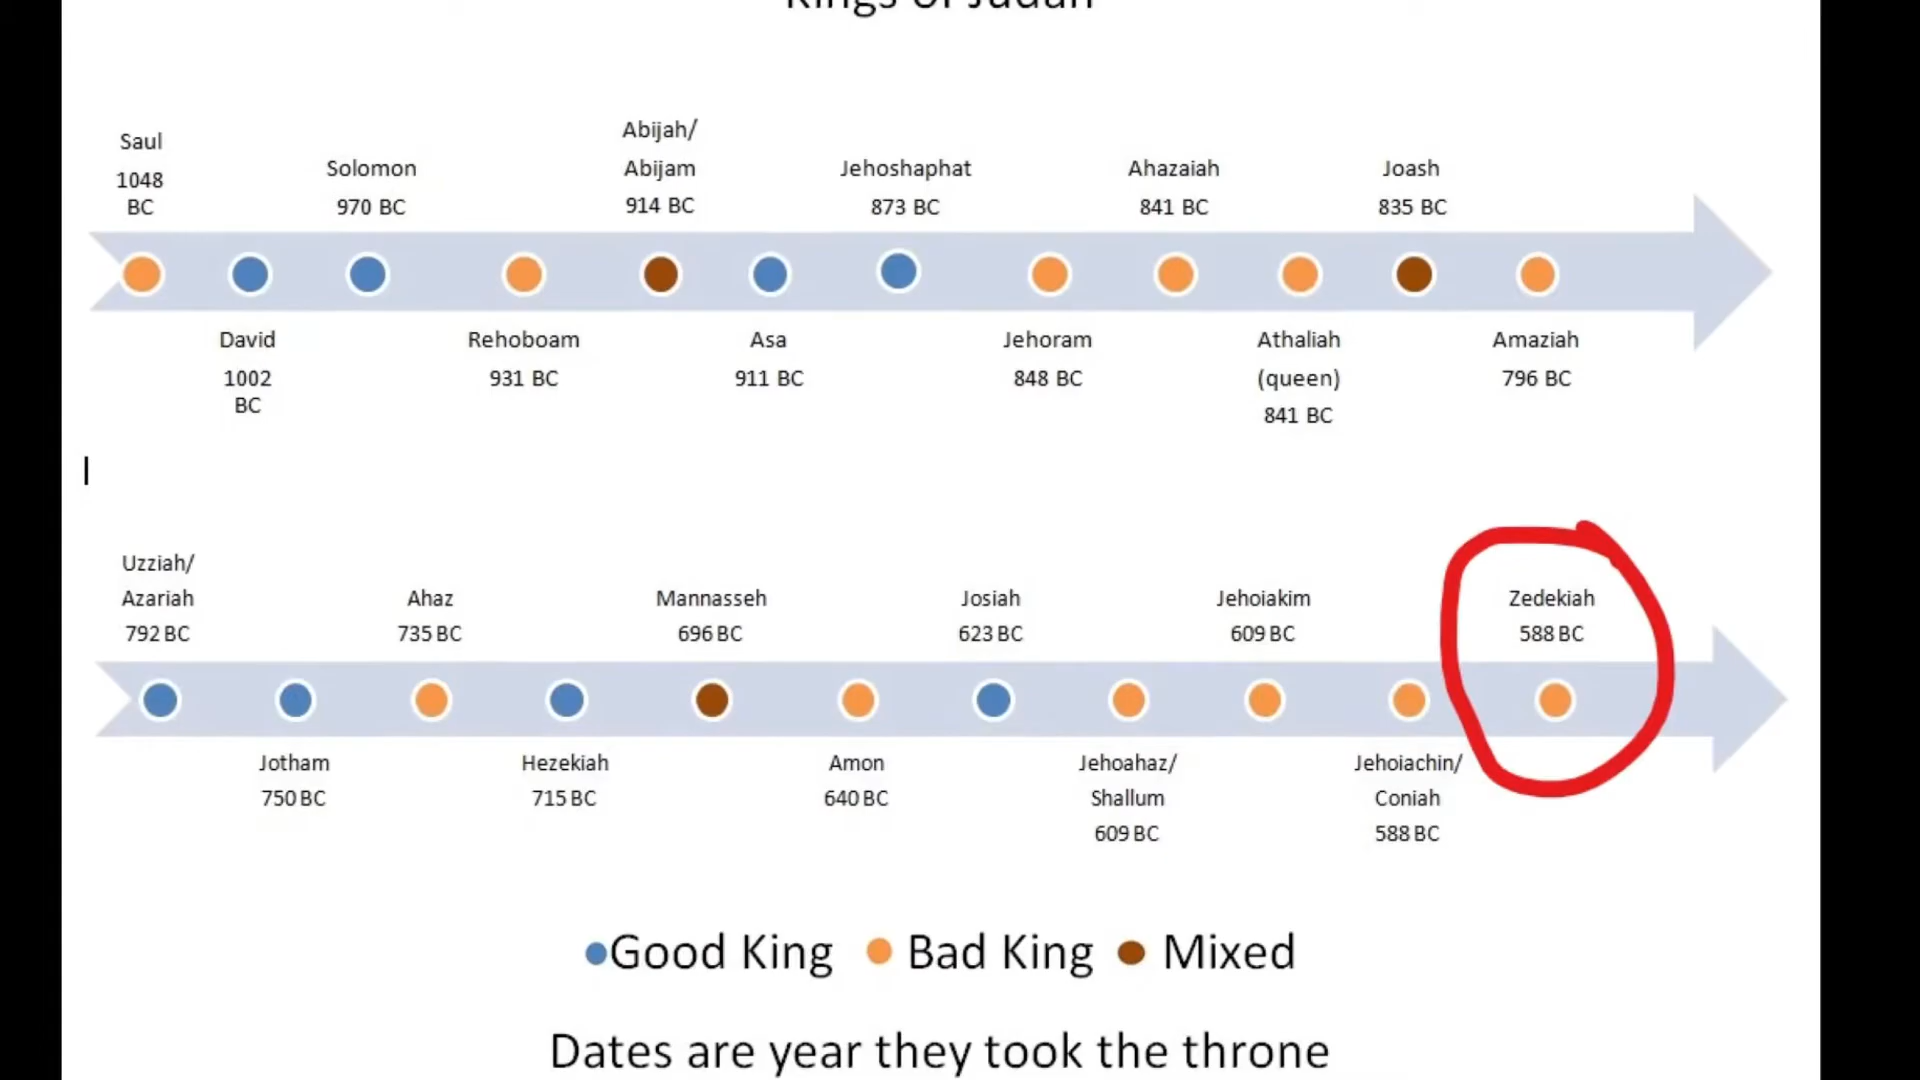 Kings of Judah
Saul
1048
BC
Solomon
970 BC
Abijah/
Abijam
914 BC
Jehoshaphat
873 BC
Ahazaiah
841 BC
Joash
835 BC
David
1002
BC
Rehoboam
931 BC
Asa
911 BC
Jehoram
848 BC
Athaliah
(queen)
841 BC
Amaziah
796 BC
Uzziah/
Azariah
792 BC
Ahaz
735 BC
Mannasseh
696 BC
Josiah
623 BC
Jehoiakim
609 BC
Zedekiah
588 BC
Jotham
750 BC
Hezekiah
715 BC
Amon
640 BC
Jehoahaz/
Shallum
609 BC
Jehoiachin/
Coniah
588 BC
Good King Bad King Mixed
Dates are year they took the throne